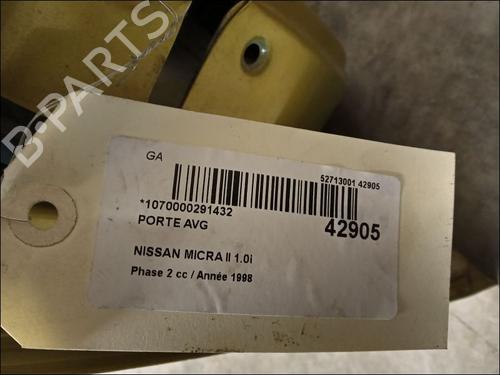 B-PARTS
GA
52713001 42905
*1070000291432
PORTE AVG
42905
NISSAN MICRA II 1.0i
Phase 2 cc / Année 1998